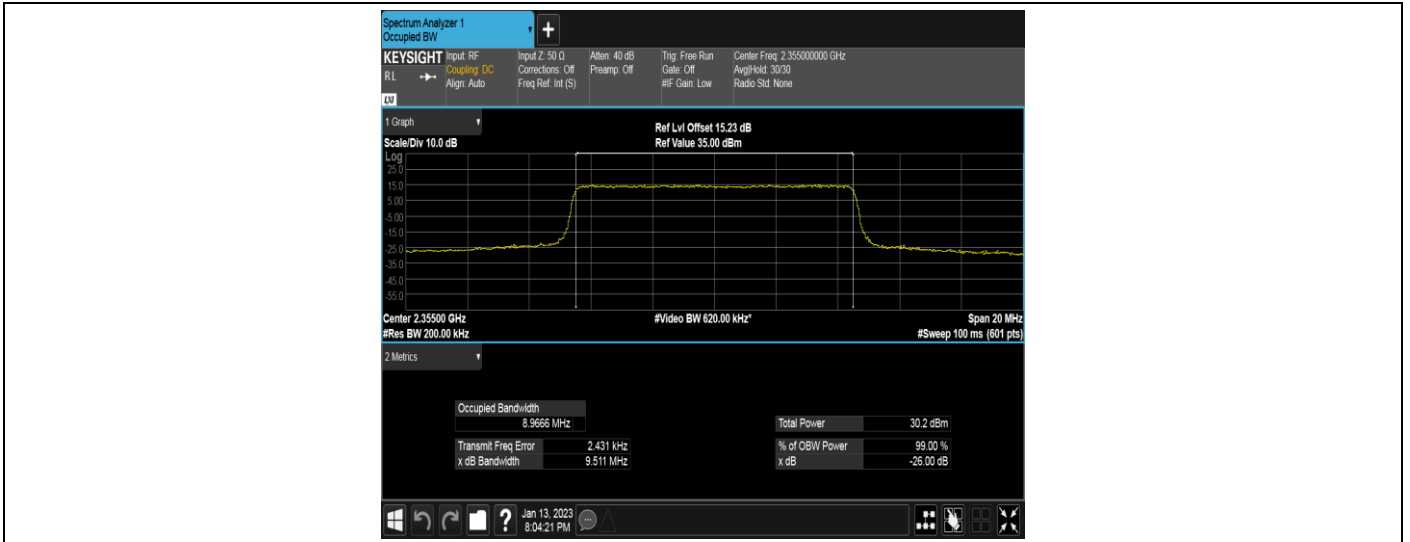 Spectrum Analyzer 1
Occupied BW
+
KEYSIGHT
RL
LXI
Input: RF
Coupling: DC
Align: Auto
Input Z: 50 Ω
Corrections: Off
Freq Ref: Int (S)
Atten: 40 dB
Preamp: Off
Trig: Free Run
Gate: Off
#IF Gain: Low
Center Freq: 2.355000000 GHz
Avg|Hold: 30/30
Radio Std: None
1 Graph
Scale/Div 10.0 dB
Ref Lvl Offset 15.23 dB
Ref Value 35.00 dBm
Log
25.0
15.0
5.00
-5.00
-15.0
-25.0
-35.0
-45.0
-55.0
Center 2.35500 GHz
#Video BW 620.00 kHz*
Span 20 MHz
#Res BW 200.00 kHz
#Sweep 100 ms (601 pts)
2 Metrics
Occupied Bandwidth
8.9666 MHz
Total Power 30.2 dBm
Transmit Freq Error 2.431 kHz
% of OBW Power 99.00 %
x dB Bandwidth 9.511 MHz
x dB -26.00 dB
?
Jan 13, 2023
8:04:21 PM